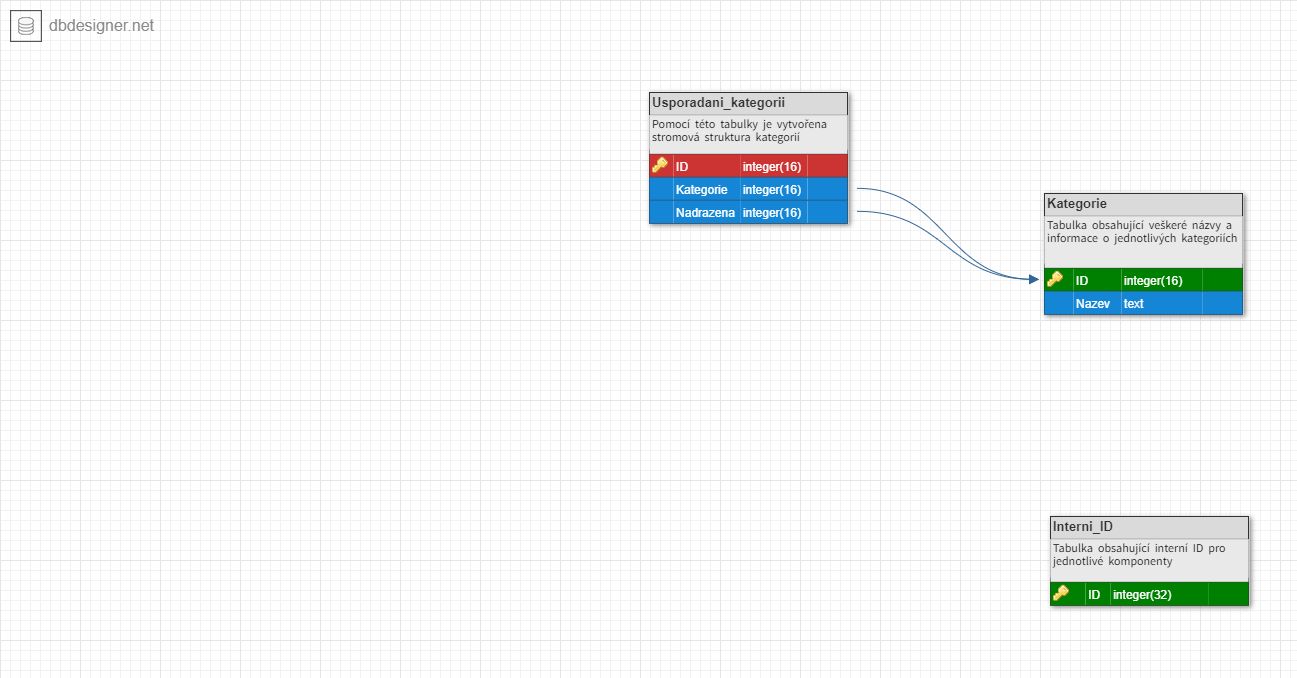 dbdesigner.net
Usporadani_kategorii
Pomocí této tabulky je vytvořena
stromová struktura kategorií
ID integer(16)
Kategorie integer(16)
Nadrazena integer(16)
Kategorie
Tabulka obsahující veškeré názvy a
informace o jednotlivých kategoriích
ID integer(16)
Nazev text
Interni_ID
Tabulka obsahující interní ID pro
jednotlivé komponenty
ID integer(32)